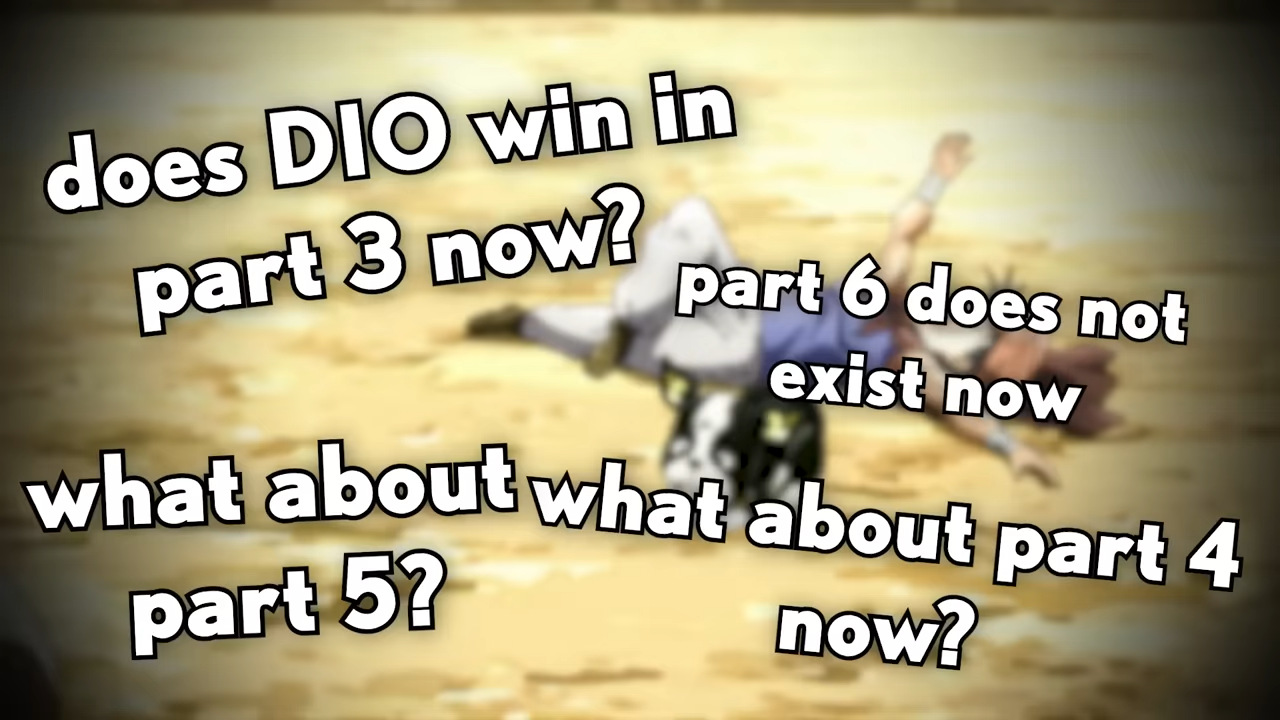 does DIO win in
part 3 now?
part 6 does not
exist now
what about
part 5?
what about part 4
now?